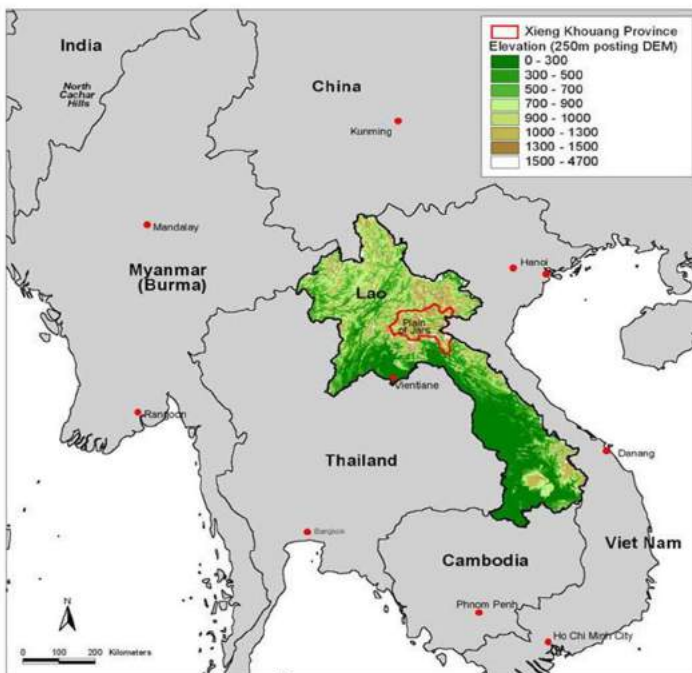 India
North
Cachar
Hills
China
Kunming
Xieng Khouang Province
Elevation (250m posting DEM)
0 - 300
300 - 500
500 - 700
700 - 900
900 - 1000
1000 - 1300
1300 - 1500
1500 - 4700
Mandalay
Myanmar
(Burma)
Hanoi
Lao
Plain
of Jars
Vientiane
Rangoon
Thailand
Danang
Bangkok
Cambodia
Viet Nam
Phnom Penh
Ho Chi Minh City
N
0 100 200 Kilometers